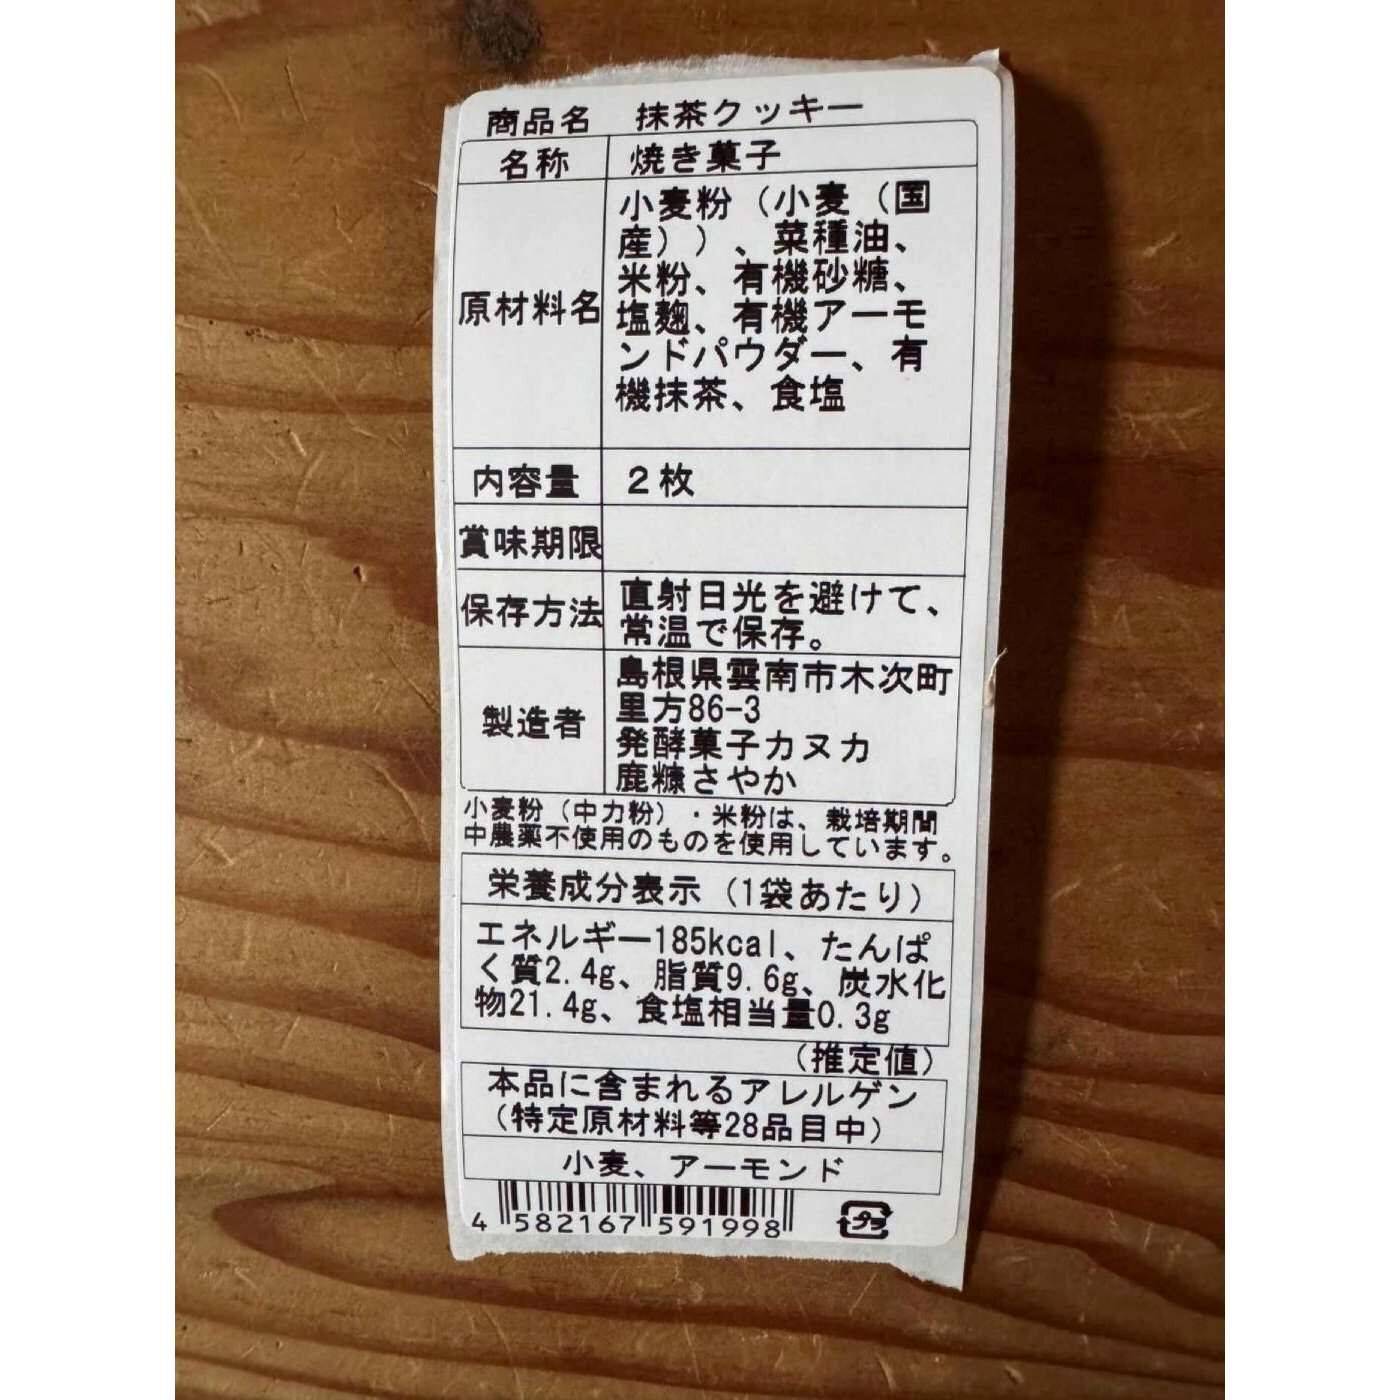 商品名 抹茶クッキー
名称 焼き菓子
原材料名
小麦粉（小麦（国
産））、菜種油、
米粉、有機砂糖、
塩麹、有機アーモ
ンドパウダー、有
機抹茶、食塩
内容量 2枚
賞味期限
保存方法
直射日光を避けて、
常温で保存。
製造者
島根県雲南市木次町
里方86-3
発酵菓子カヌカ
鹿糠さやか
小麦粉（中力粉）・米粉は、栽培期間
中農薬不使用のものを使用しています。
栄養成分表示（1袋あたり）
エネルギー185kcal、たんぱ
く質2.4g、脂質9.6g、炭水化
物21.4g、食塩相当量0.3g
（推定値）
本品に含まれるアレルゲン
（特定原材料等28品目中）
小麦、アーモンド
4 582167 591998
プラ